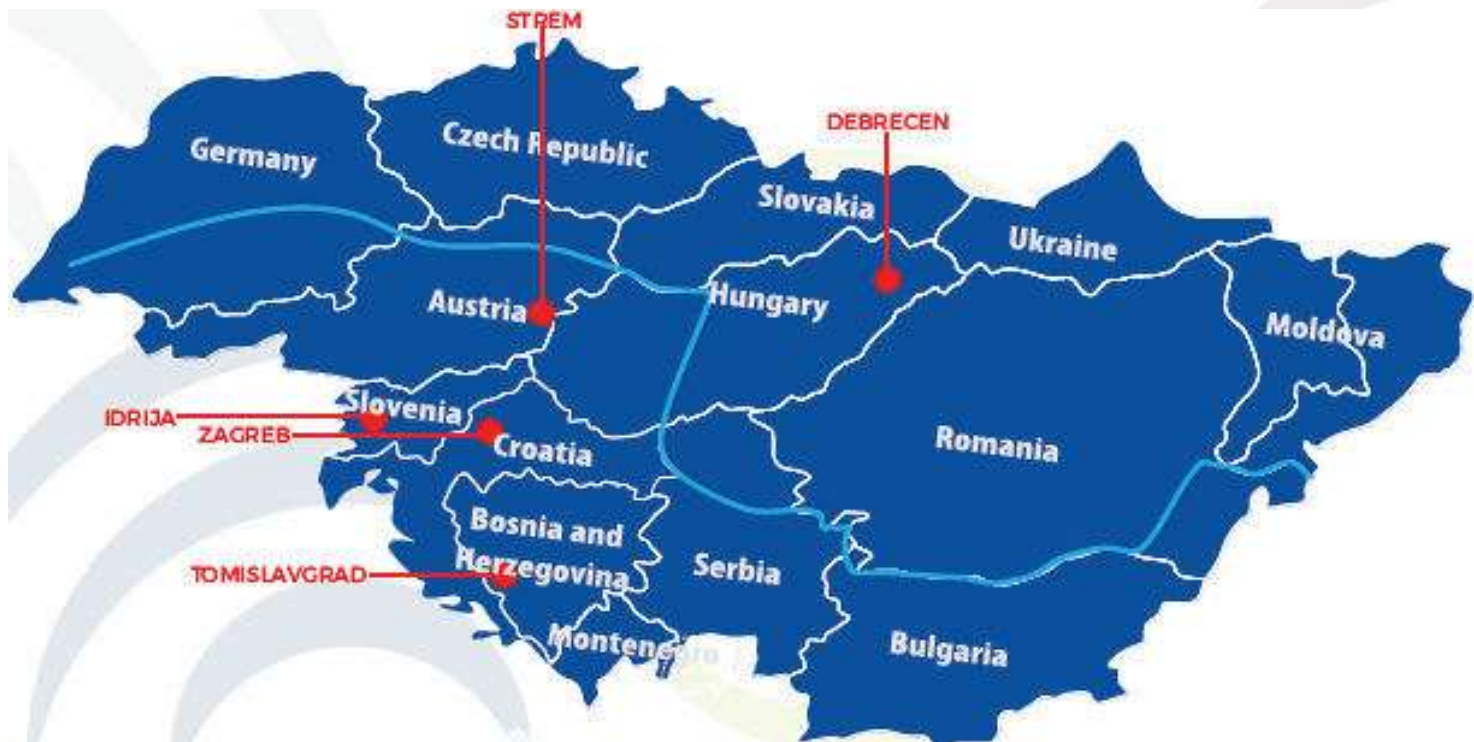 STREM
DEBRECEN
Czech Republic
Germany
Slovakia
Ukraine
Austria
Hungary
Moldova
IDRIJA
Slovenia
ZAGREB
Croatia
Romania
Bosnia and
Herzegovina
TOMISLAVGRAD
Serbia
Montenegro
Bulgaria